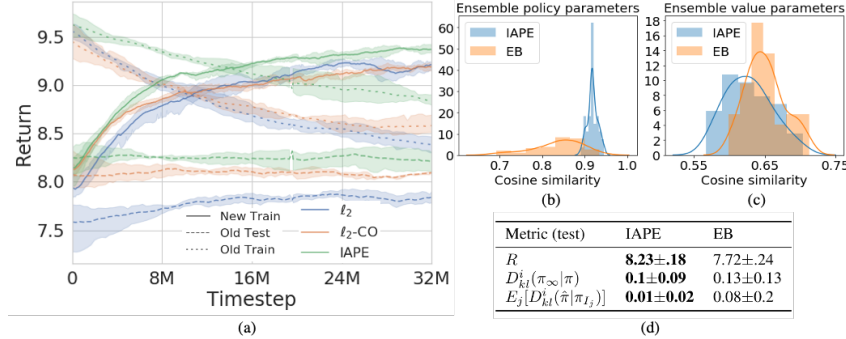 9.5
9.0
8.5
8.0
7.5
Return
0
8M
16M
24M
32M
Timestep
New Train
Old Test
Old Train
ℓ₂
ℓ₂-CO
IAPE
(a)
Ensemble policy parameters
60
50
40
30
20
10
0
IAPE
EB
0.7
0.8
0.9
1.0
Cosine similarity
(b)
Ensemble value parameters
18
16
14
12
10
8
6
4
2
0
IAPE
EB
0.55
0.65
0.75
Cosine similarity
(c)
Metric (test) IAPE EB
R 8.23±.18 7.72±.24
D^i_{kl}(π_∞|π) 0.1±0.09 0.13±0.13
E_j[D^i_{kl}(π̂|π_{I_j})] 0.01±0.02 0.08±0.2
(d)